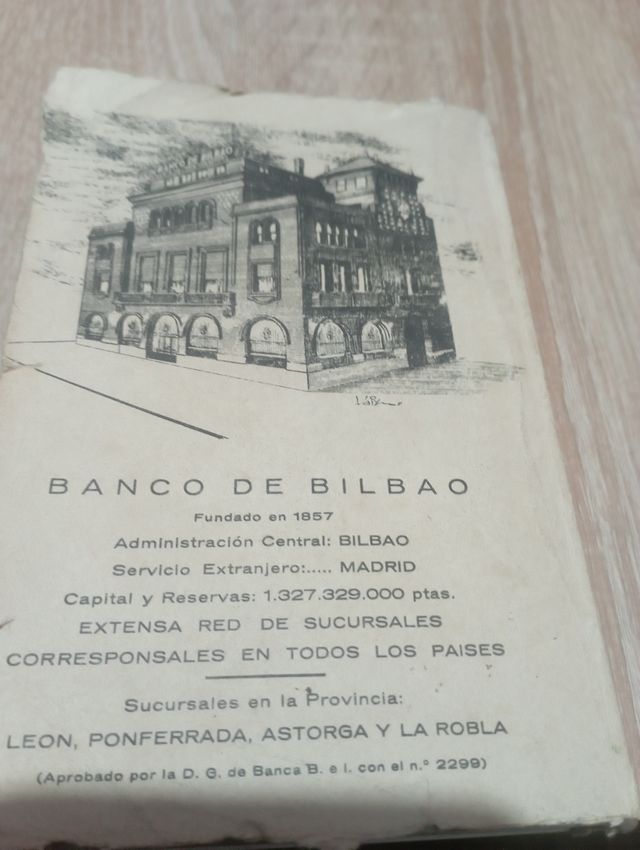 BANCO DE BILBAO
Fundado en 1857
Administración Central: BILBAO
Servicio Extranjero:..... MADRID
Capital y Reservas: 1.327.329.000 ptas.
EXTENSA RED DE SUCURSALES
CORRESPONSALES EN TODOS LOS PAISES
Sucursales en la Provincia:
LEON, PONFERRADA, ASTORGA Y LA ROBLA
(Aprobado por la D. G. de Banca B. e I. con el n.º 2299)